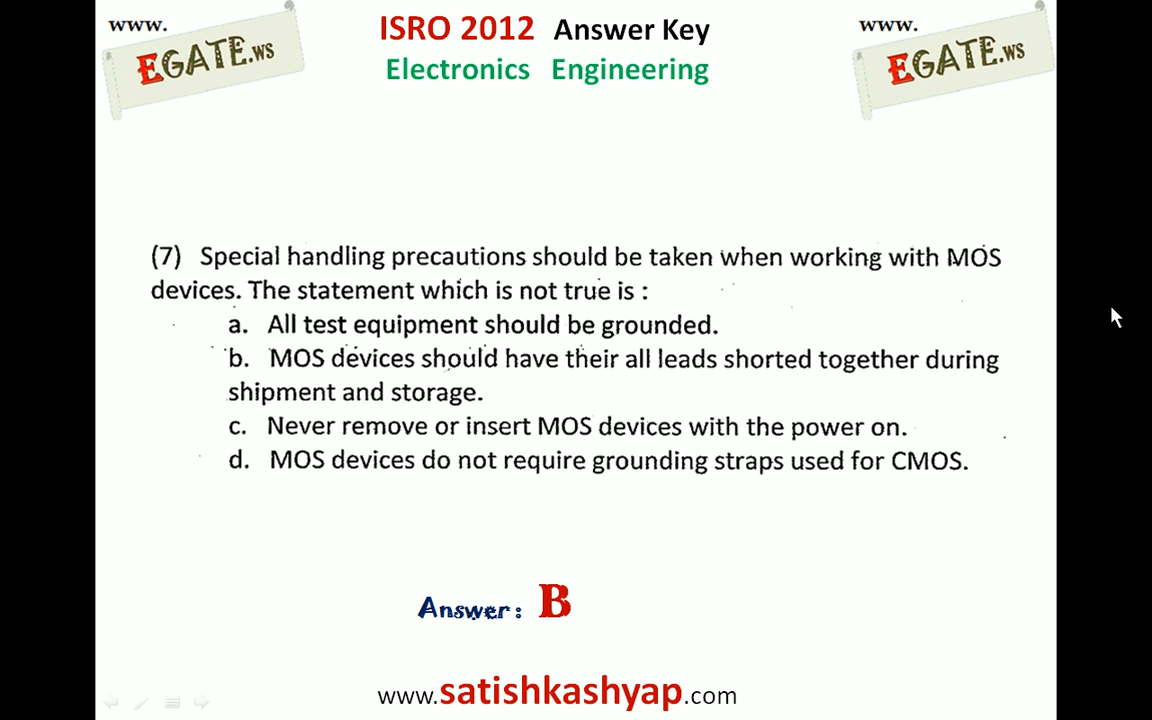 www. ISRO 2012 Answer Key www.
EGATE.ws Electronics Engineering EGATE.ws
(7) Special handling precautions should be taken when working with MOS
devices. The statement which is not true is :
a. All test equipment should be grounded.
b. MOS devices should have their all leads shorted together during
shipment and storage.
c. Never remove or insert MOS devices with the power on.
d. MOS devices do not require grounding straps used for CMOS.
Answer: B
www.satishkashyap.com